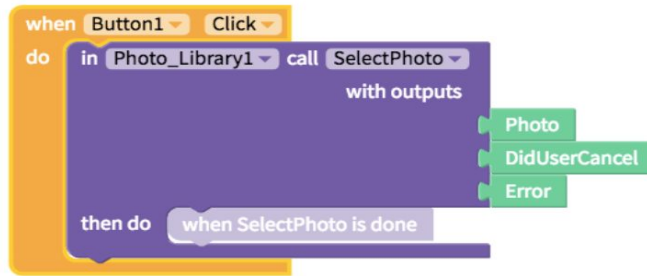 when Button1 Click
do in Photo_Library1 call SelectPhoto
with outputs
Photo
DidUserCancel
Error
then do when SelectPhoto is done